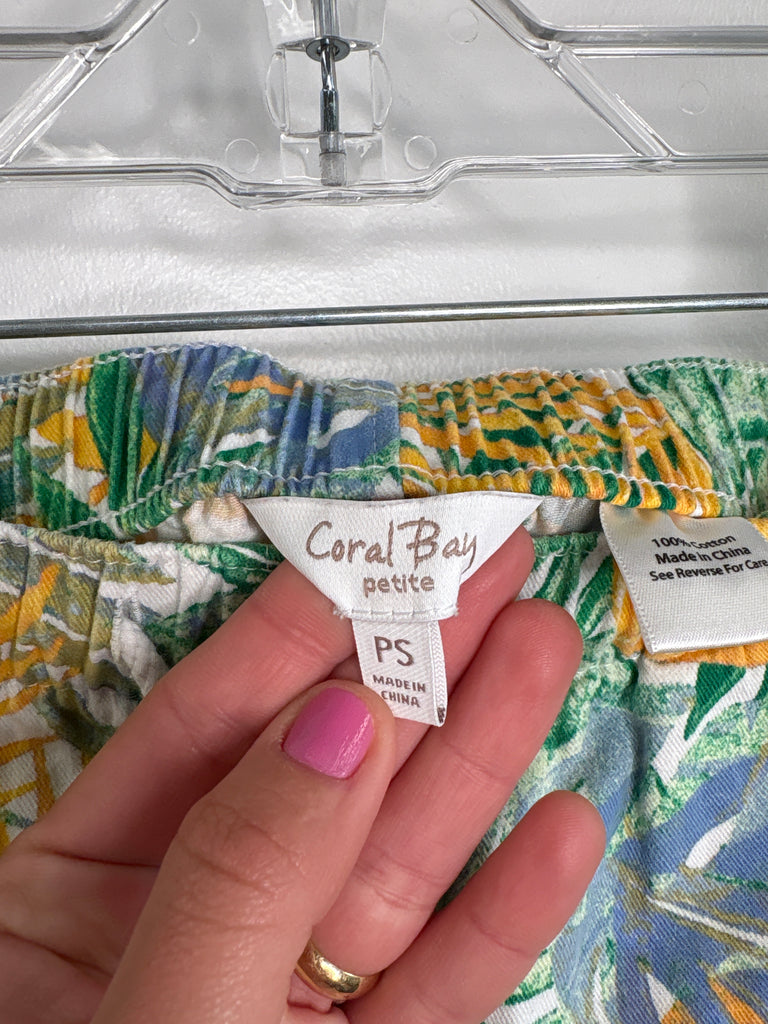 Coral Bay
petite
PS
MADE IN
CHINA
100% Cotton
Made in China
See Reverse For Care